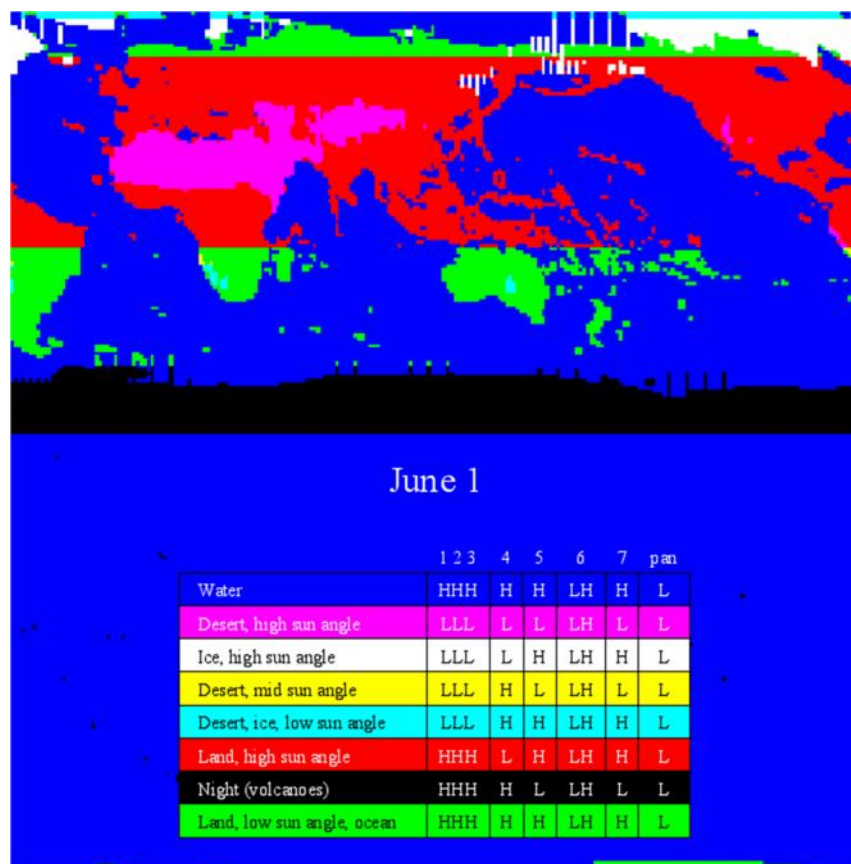 June 1
1 2 3 4 5 6 7 pan
Water HHH H H LH H L
Desert, high sun angle LLL L L LH L L
Ice, high sun angle LLL L H LH H L
Desert, mid sun angle LLL H L LH L L
Desert, ice, low sun angle LLL H H LH H L
Land, high sun angle HHH L H LH H L
Night (volcanoes) HHH H L LH L L
Land, low sun angle, ocean HHH H H LH H L